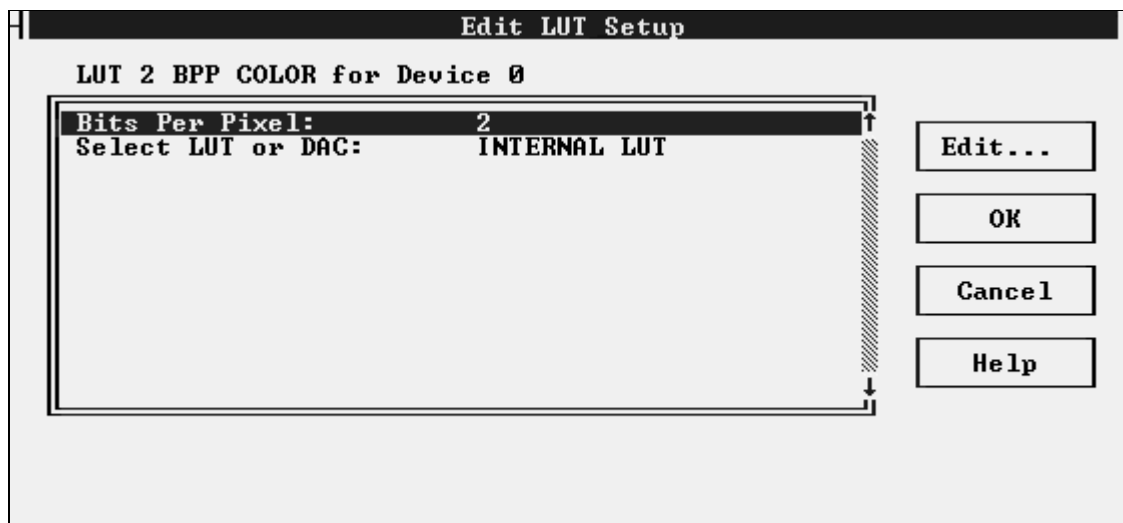 Edit LUT Setup
LUT 2 BPP COLOR for Device 0
Bits Per Pixel: 2
Select LUT or DAC: INTERNAL LUT
Edit...
OK
Cancel
Help